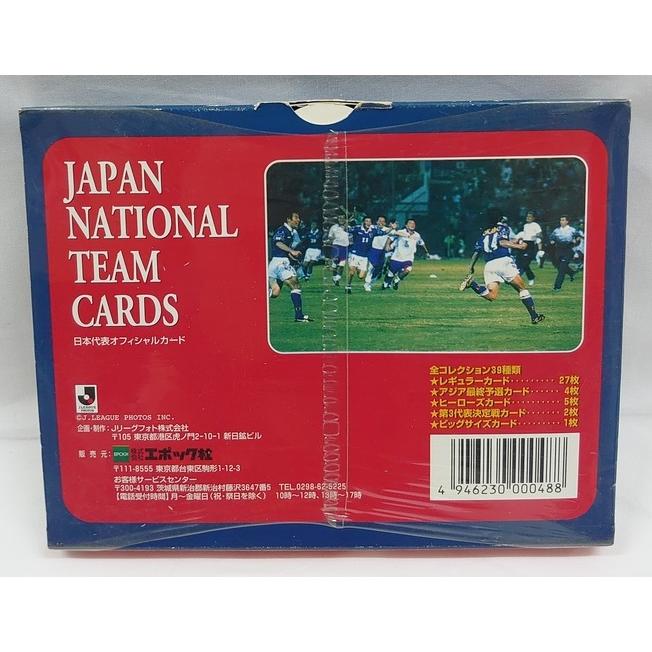 JAPAN
NATIONAL
TEAM
CARDS
日本代表オフィシャルカード
14
全コレクション39種類
★レギュラーカード‥‥‥‥ 27枚
★アジア最終予選カード‥‥ 4枚
★ヒーローズカード‥‥‥‥ 5枚
★第3代表決定戦カード‥‥ 2枚
★ビッグサイズカード‥‥‥ 1枚
J.LEAGUE
PHOTOS
©J.LEAGUE PHOTOS INC.
企画・制作：Jリーグフォト株式会社
〒105 東京都港区虎ノ門2-10-1 新日鉱ビル
販売元： EPOCH 株式会社エポック社
〒111-8555 東京都台東区駒形1-12-3
お客様サービスセンター
〒300-4193 茨城県新治郡新治村藤沢3647番5 TEL.0298-62-5225
【電話受付時間】月〜金曜日（祝・祭日を除く） 10時〜12時、13時〜17時
4 946230 000488